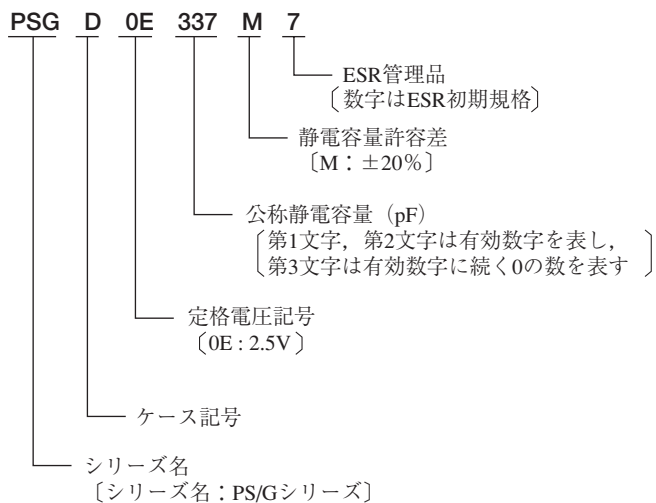 PSG D 0E 337 M 7
ESR管理品
〔数字はESR初期規格〕
静電容量許容差
〔M：±20%〕
公称静電容量（pF）
〔第1文字，第2文字は有効数字を表し，
第3文字は有効数字に続く0の数を表す〕
定格電圧記号
〔0E : 2.5V〕
ケース記号
シリーズ名
〔シリーズ名：PS/Gシリーズ〕